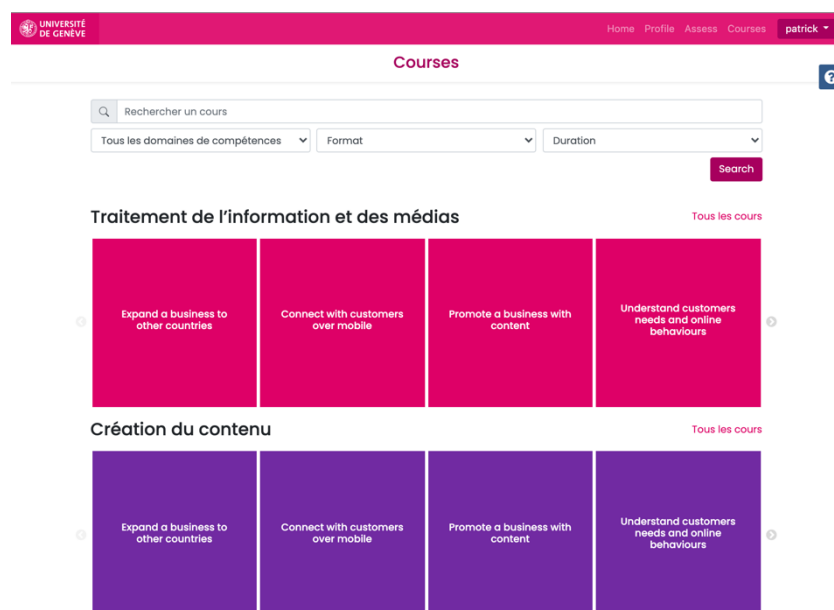 UNIVERSITÉ
DE GENÈVE
Home Profile Assess Courses patrick
Courses
?
Rechercher un cours
Tous les domaines de compétences Format Duration
Search
Traitement de l'information et des médias Tous les cours
Expand a business to
other countries
Connect with customers
over mobile
Promote a business with
content
Understand customers
needs and online
behaviours
Création du contenu Tous les cours
Expand a business to
other countries
Connect with customers
over mobile
Promote a business with
content
Understand customers
needs and online
behaviours